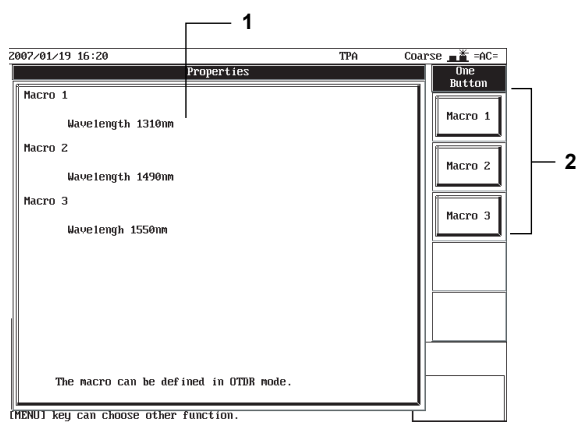 1
2007/01/19 16:20 TPA Coarse =AC=
Properties
One
Button
Macro 1
Wavelength 1310nm
Macro 2
Wavelength 1490nm
Macro 3
Wavelengh 1550nm
The macro can be defined in OTDR mode.
Macro 1
Macro 2
Macro 3
2
[MENU] key can choose other function.